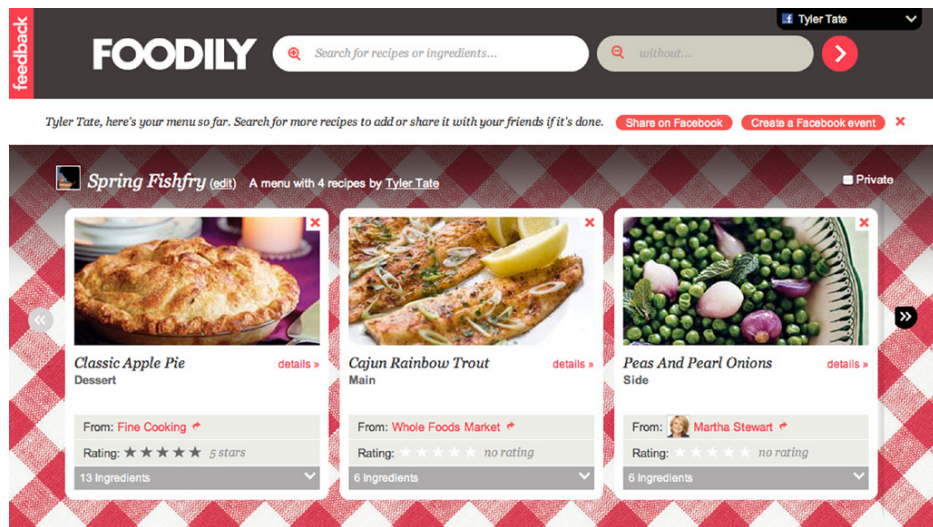 feedback
FOODILY
Search for recipes or ingredients...
without...
Tyler Tate
Tyler Tate, here's your menu so far. Search for more recipes to add or share it with your friends if it's done.
Share on Facebook
Create a Facebook event
Spring Fishfry (edit) A menu with 4 recipes by Tyler Tate
Private
Classic Apple Pie
details »
Dessert
From: Fine Cooking
Rating: ★★★★★ 5 stars
13 Ingredients
Cajun Rainbow Trout
details »
Main
From: Whole Foods Market
Rating: ★★★★★ no rating
6 Ingredients
Peas And Pearl Onions
details »
Side
From: Martha Stewart
Rating: ★★★★★ no rating
6 Ingredients